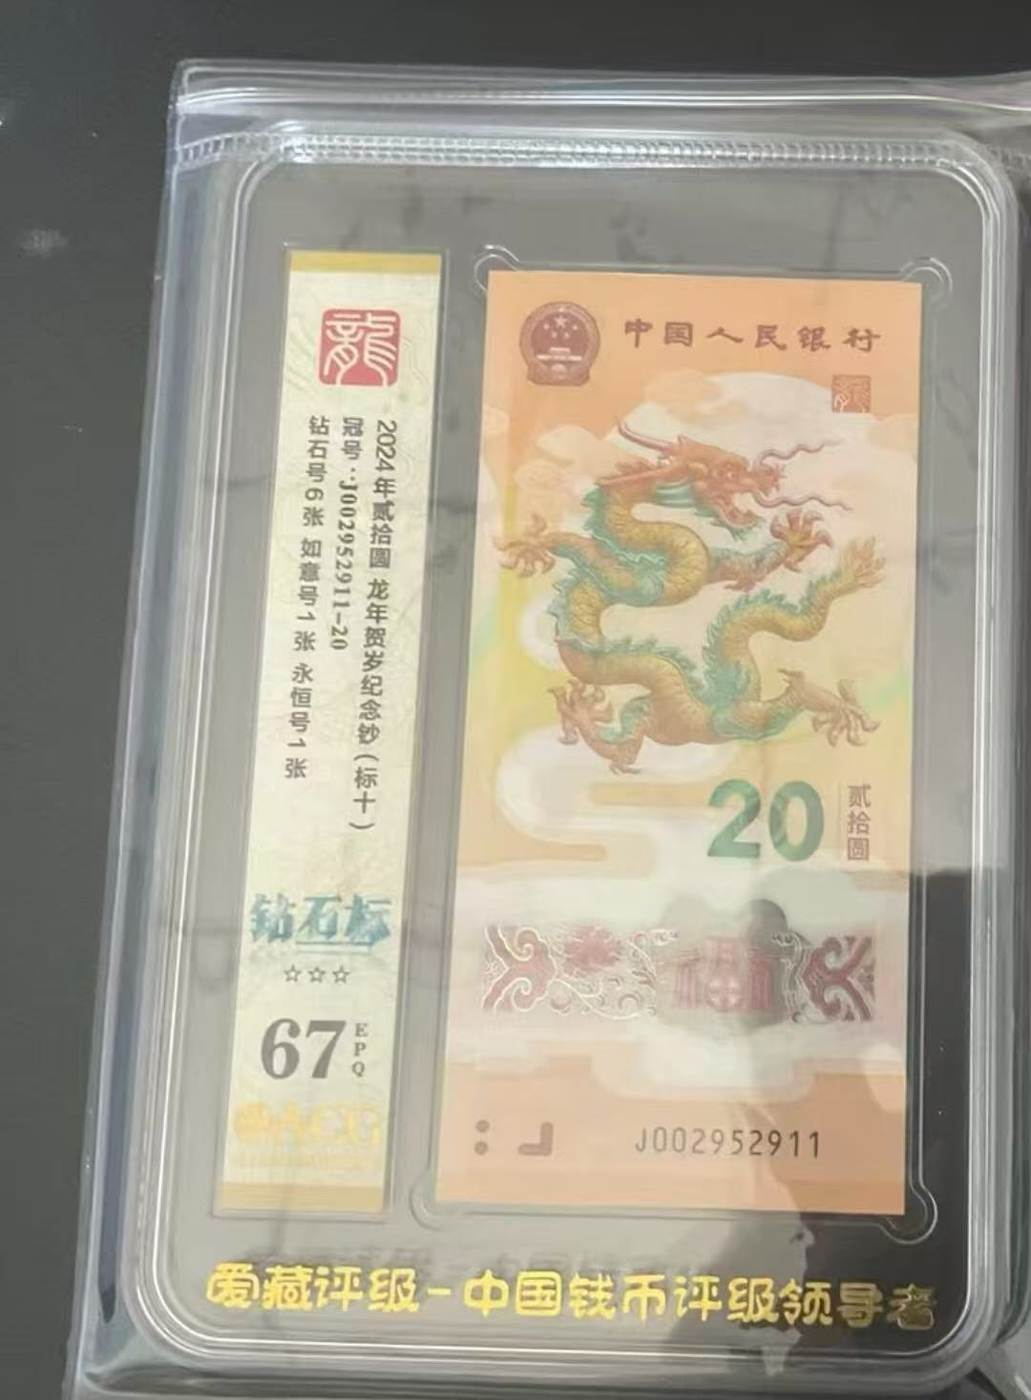 龍
2024年贰拾圆 龙年贺岁纪念钞(标十)
冠号:J002952911-20
钻石号6张 如意号1张 永恒号1张
钻石标
☆☆☆
67
EPQ
中国人民银行
20
贰拾圆
J002952911
爱藏评级-中国钱币评级领导者